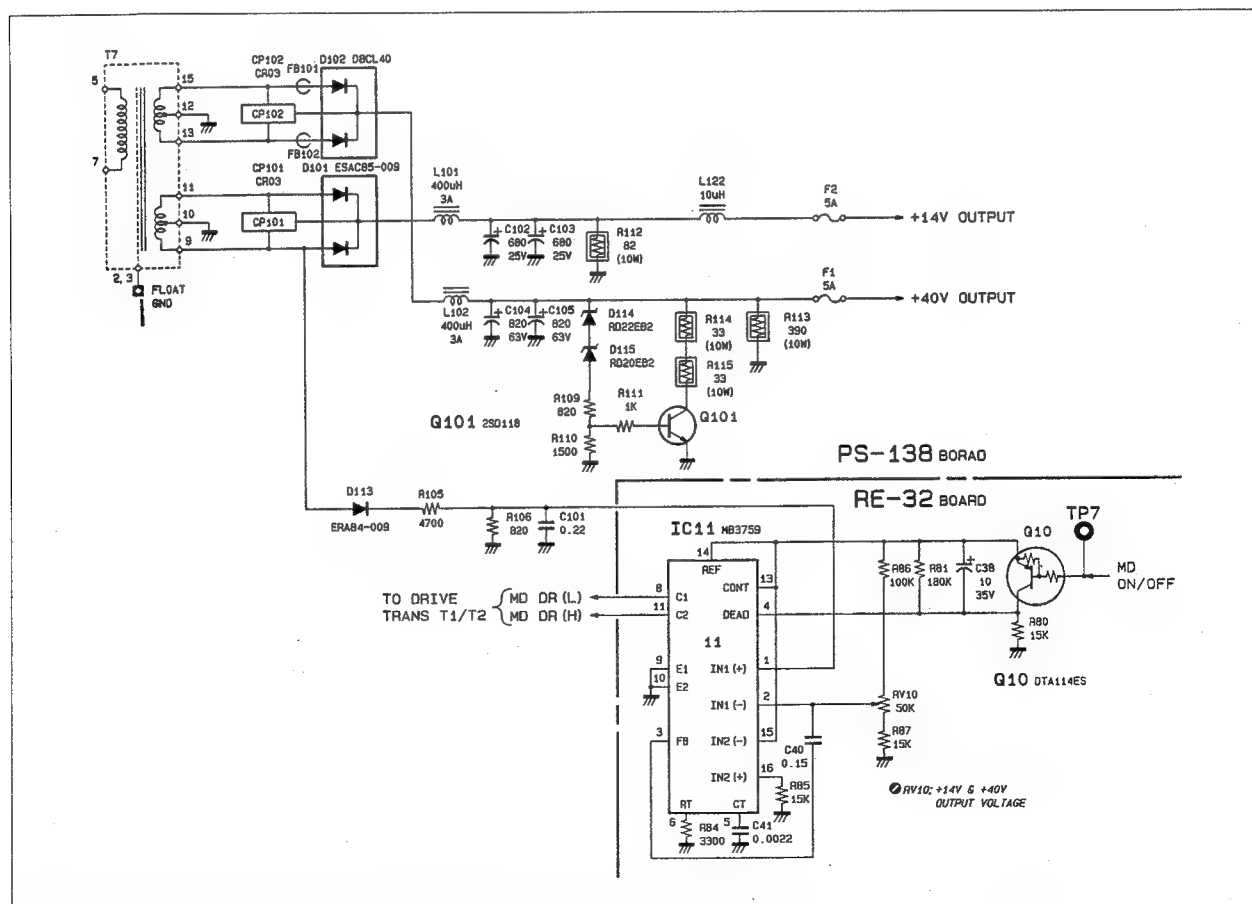 T7
5
7
15
12
13
11
10
9
2, 3
FLOAT
GND
CP102
CR03
FB101
D102 D8CL40
CP102
FB102
CP101
CR03
D101 ESAC85-009
CP101
L101
400uH
3A
C102
680
25V
C103
680
25V
R112
82
(10W)
L122
10uH
F2
5A
+14V OUTPUT
L102
400uH
3A
C104
820
63V
C105
820
63V
D114
RD22EB2
D115
RD20EB2
R109
820
R110
1500
R111
1K
R114
33
(10W)
R115
33
(10W)
R113
390
(10W)
F1
5A
+40V OUTPUT
Q101 2SD118
Q101
PS-138 BORAD
RE-32 BOARD
D113
ERA84-009
R105
4700
R106
820
C101
0.22
IC11 MB3759
14
REF
CONT
13
8
C1
DEAD
4
11
C2
11
TO DRIVE
TRANS T1/T2
MD DR(L)
MD DR(H)
9
E1
10
E2
IN1(+)
1
IN1(-)
2
3
FB
IN2(-)
15
IN2(+)
16
RT
CT
6
5
R84
3300
C41
0.0022
R85
15K
C40
0.15
R86
100K
R81
180K
C38
10
35V
Q10
TP7
MD
ON/OFF
R80
15K
Q10 DTA114ES
RV10
50K
R87
15K
RV10; +14V & +40V
OUTPUT VOLTAGE